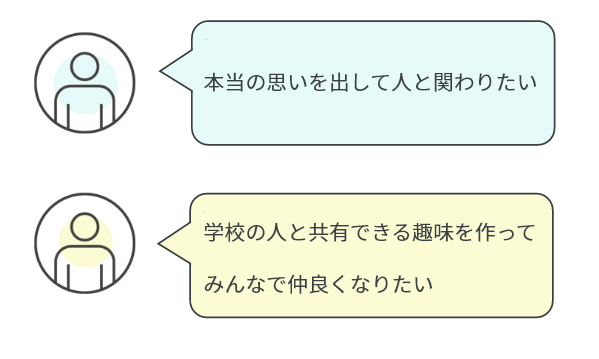 本当の思いを出して人と関わりたい
学校の人と共有できる趣味を作って
みんなで仲良くなりたい